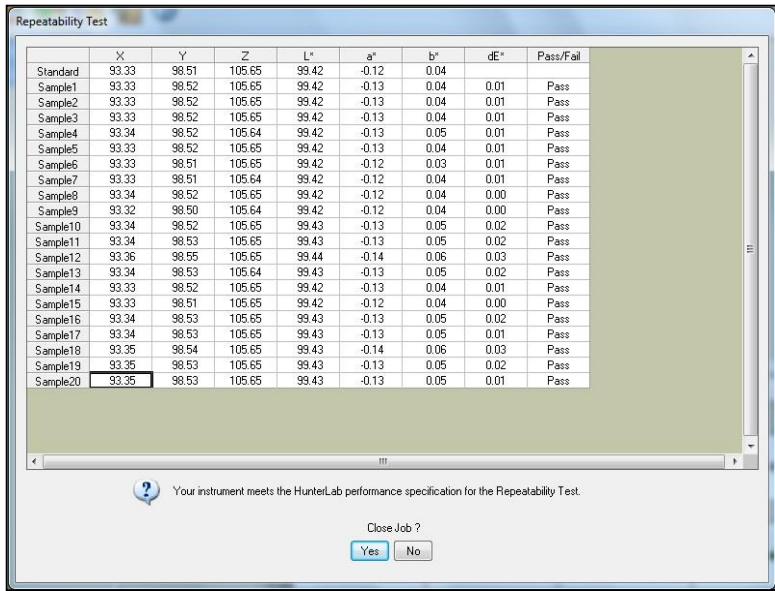 Repeatability Test
X Y Z L* a* b* dE* Pass/Fail
Standard 93.33 98.51 105.65 99.42 -0.12 0.04
Sample1 93.33 98.52 105.65 99.42 -0.13 0.04 0.01 Pass
Sample2 93.33 98.52 105.65 99.42 -0.13 0.04 0.01 Pass
Sample3 93.33 98.52 105.65 99.42 -0.13 0.04 0.01 Pass
Sample4 93.34 98.52 105.64 99.42 -0.13 0.05 0.01 Pass
Sample5 93.33 98.52 105.65 99.42 -0.13 0.04 0.01 Pass
Sample6 93.33 98.51 105.65 99.42 -0.12 0.03 0.01 Pass
Sample7 93.33 98.51 105.64 99.42 -0.12 0.04 0.01 Pass
Sample8 93.34 98.52 105.65 99.42 -0.12 0.04 0.00 Pass
Sample9 93.32 98.50 105.64 99.42 -0.12 0.04 0.00 Pass
Sample10 93.34 98.52 105.65 99.43 -0.13 0.05 0.02 Pass
Sample11 93.34 98.53 105.65 99.43 -0.13 0.05 0.02 Pass
Sample12 93.36 98.55 105.65 99.44 -0.14 0.06 0.03 Pass
Sample13 93.34 98.53 105.64 99.43 -0.13 0.05 0.02 Pass
Sample14 93.33 98.52 105.65 99.42 -0.13 0.04 0.01 Pass
Sample15 93.33 98.51 105.65 99.42 -0.12 0.04 0.00 Pass
Sample16 93.34 98.53 105.65 99.43 -0.13 0.05 0.02 Pass
Sample17 93.34 98.53 105.65 99.43 -0.13 0.05 0.01 Pass
Sample18 93.35 98.54 105.65 99.43 -0.14 0.06 0.03 Pass
Sample19 93.35 98.53 105.65 99.43 -0.13 0.05 0.02 Pass
Sample20 93.35 98.53 105.65 99.43 -0.13 0.05 0.01 Pass
Your instrument meets the HunterLab performance specification for the Repeatability Test.
Close Job ?
Yes No